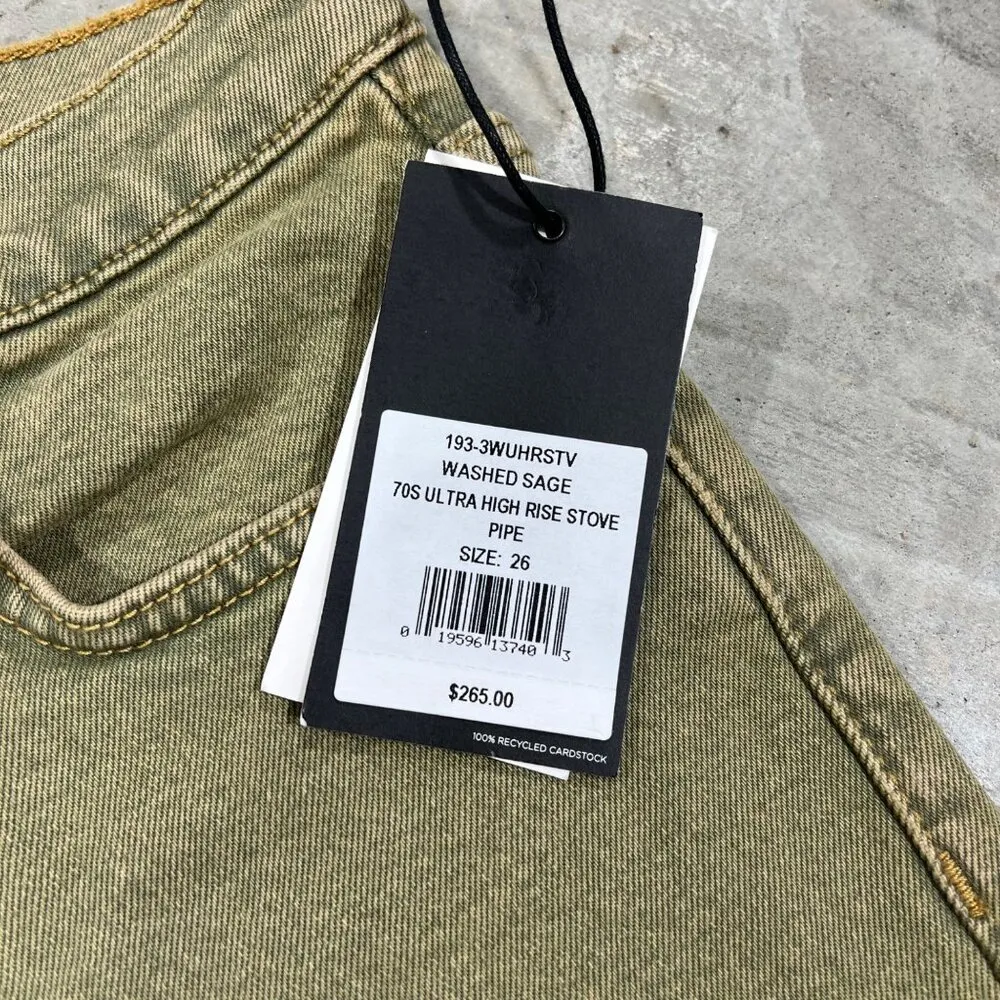 193-3WUHRSTV
WASHED SAGE
70S ULTRA HIGH RISE STOVE
PIPE
SIZE: 26
0 19596 13740 3
$265.00
100% RECYCLED CARDSTOCK